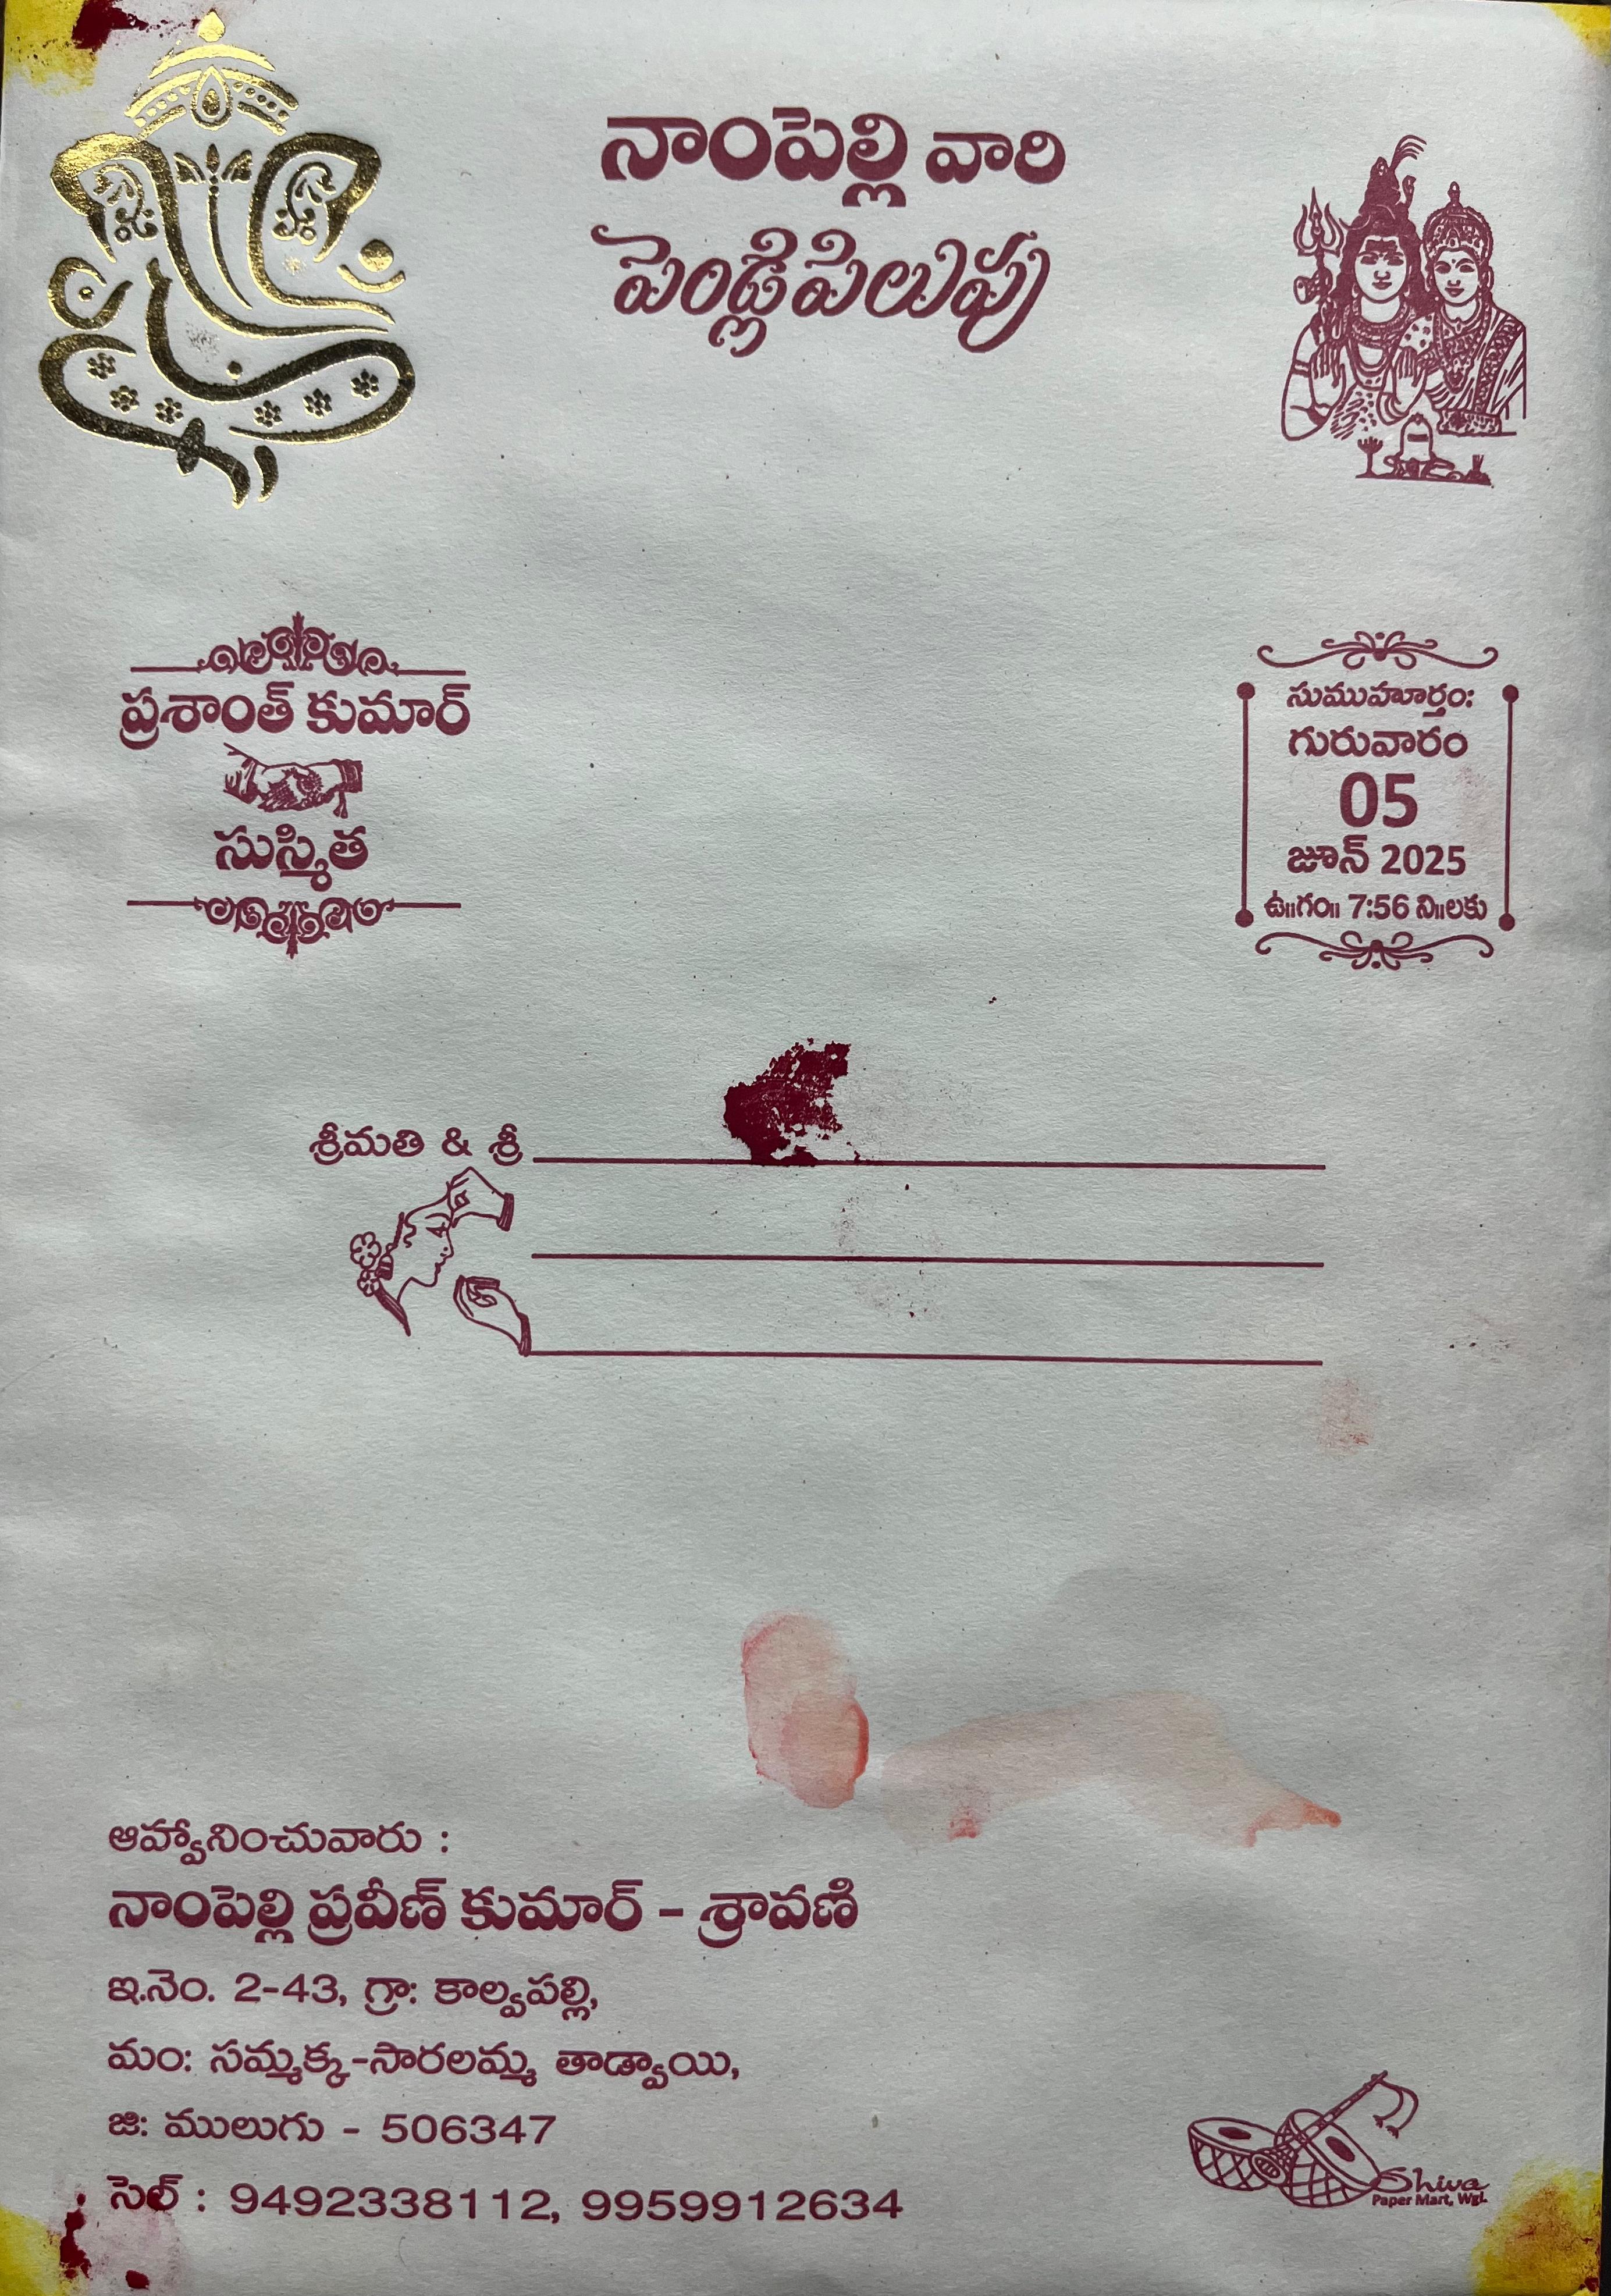 నాంపెల్లి వారి
పెండ్లిపిలుపు
ప్రశాంత్ కుమార్
సుస్మిత
సుముహూర్తం:
గురువారం
05
జూన్ 2025
ఉ॥గం॥ 7:56 ని॥లకు
శ్రీమతి & శ్రీ
ఆహ్వానించువారు :
నాంపెల్లి ప్రవీణ్ కుమార్ - శ్రావణి
ఇ.నెం. 2-43, గ్రా: కాల్వపల్లి,
మం: సమ్మక్క-సారలమ్మ తాడ్వాయి,
జి: ములుగు - 506347
సెల్ : 9492338112, 9959912634
Shiva
Paper Mart, Wgl.